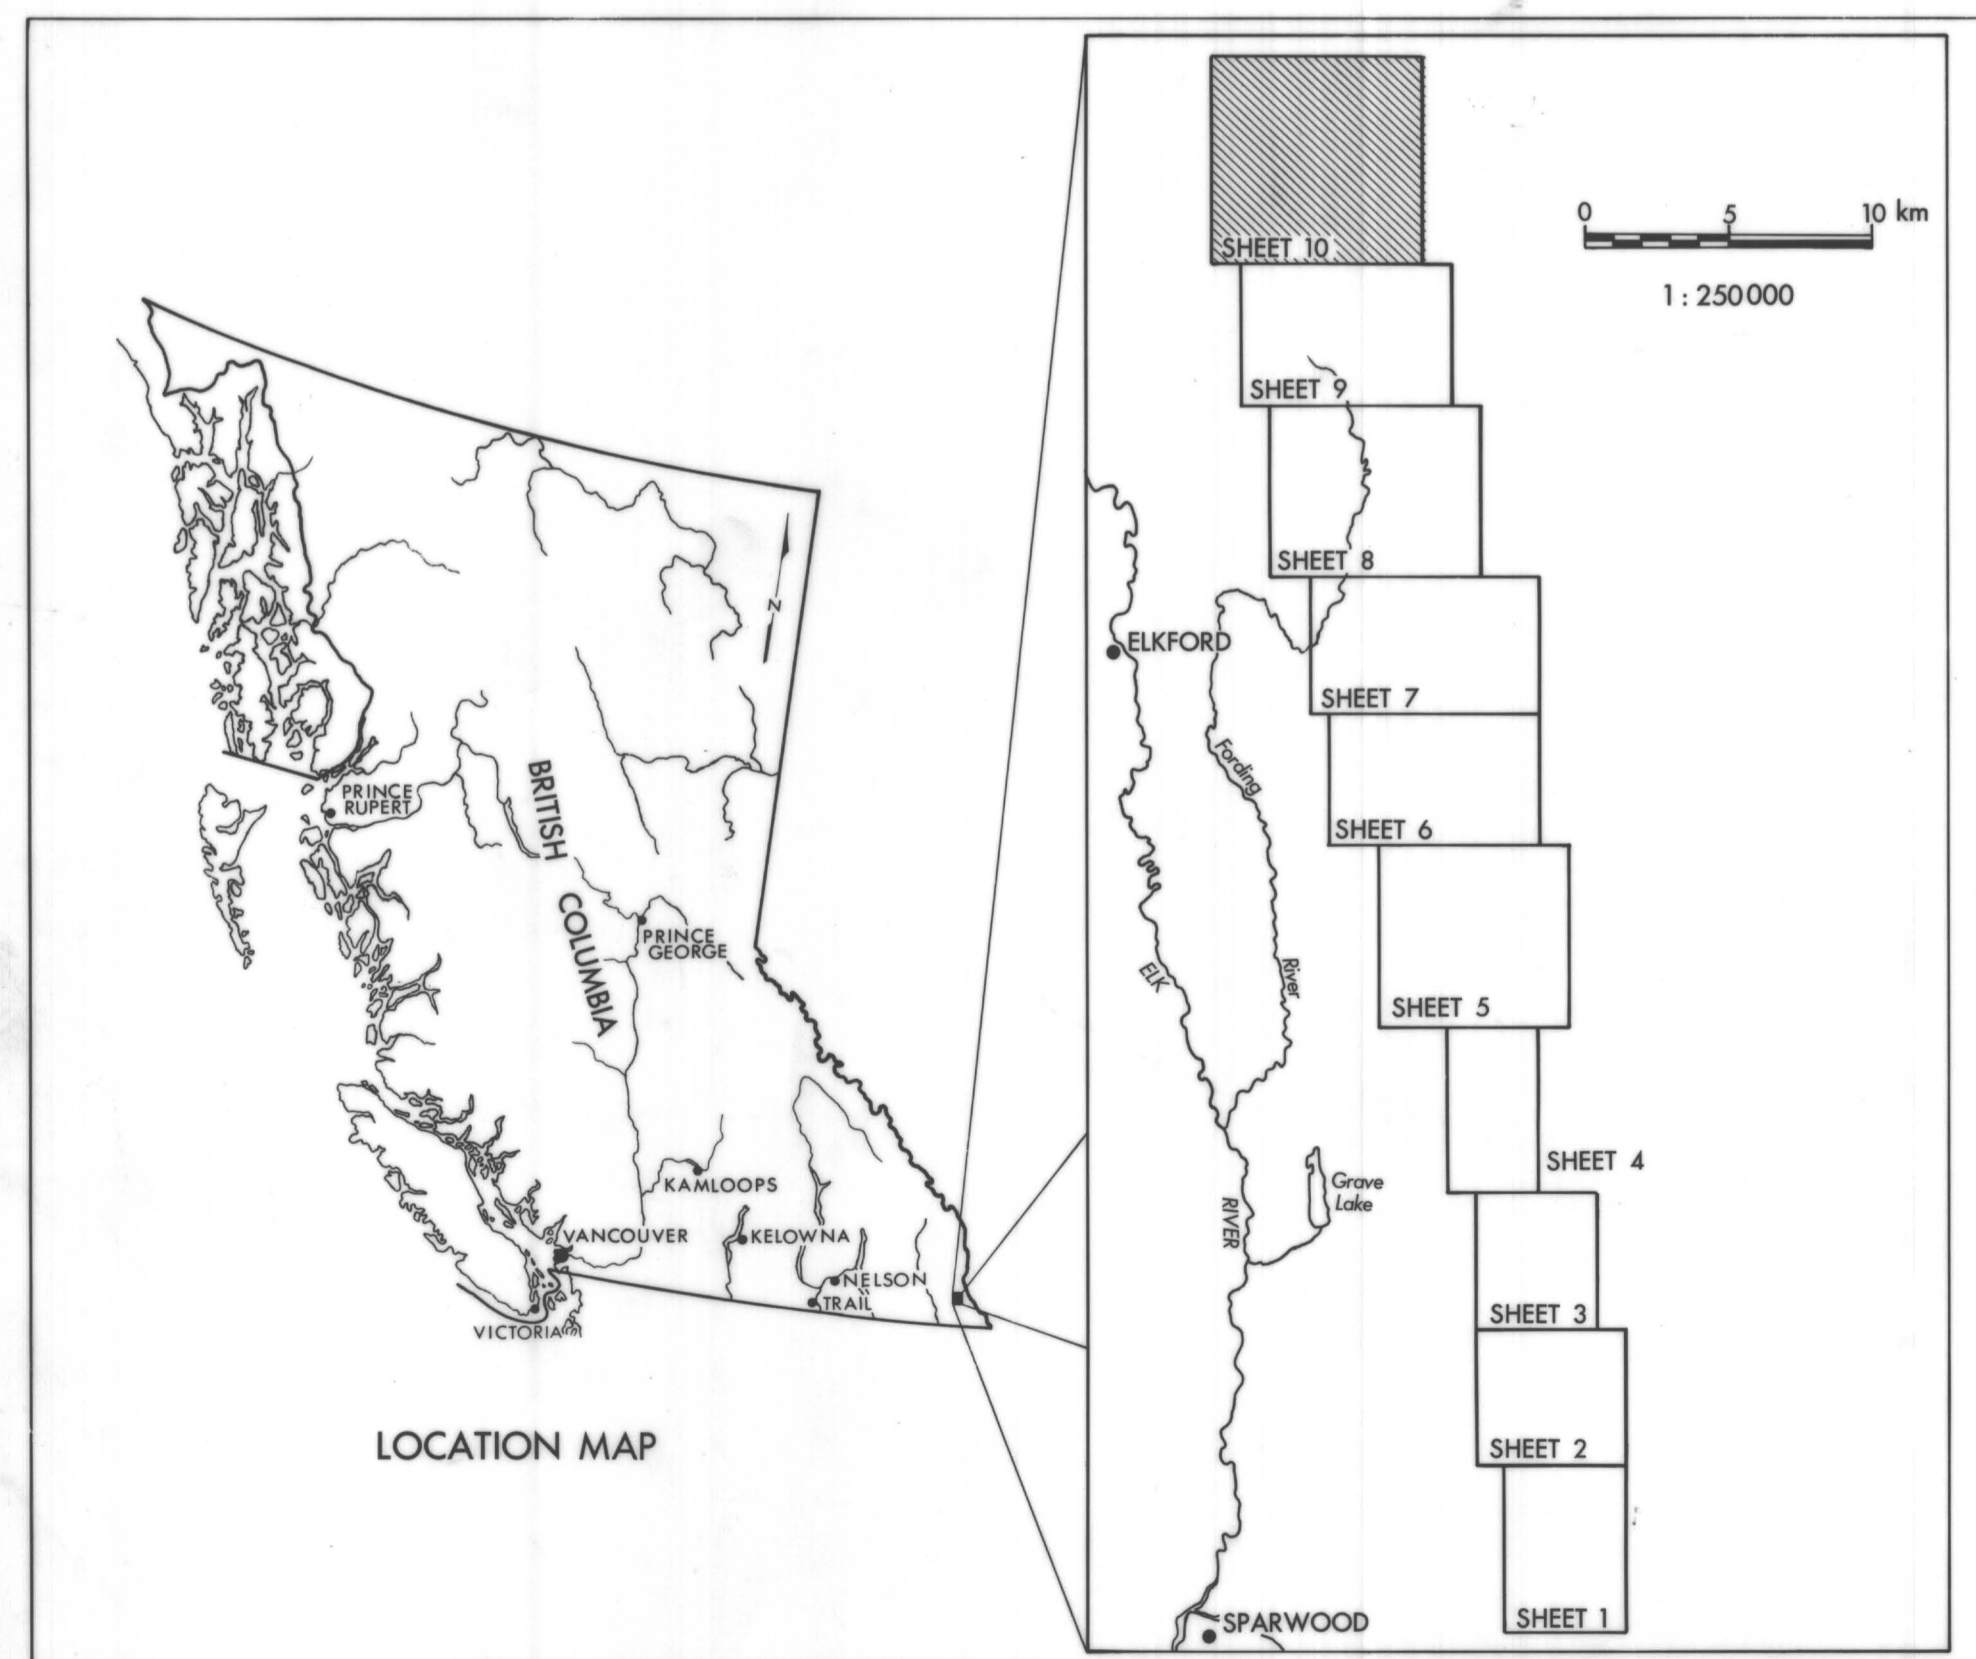 SHEET 10
0 5 10 km
1 : 250 000
SHEET 9
SHEET 8
ELKFORD
SHEET 7
Fording
SHEET 6
ELK
River
SHEET 5
SHEET 4
Grave
Lake
RIVER
SHEET 3
SHEET 2
SHEET 1
SPARWOOD
N
PRINCE
RUPERT
BRITISH
COLUMBIA
PRINCE
GEORGE
KAMLOOPS
VANCOUVER
KELOWNA
NELSON
TRAIL
VICTORIA
LOCATION MAP